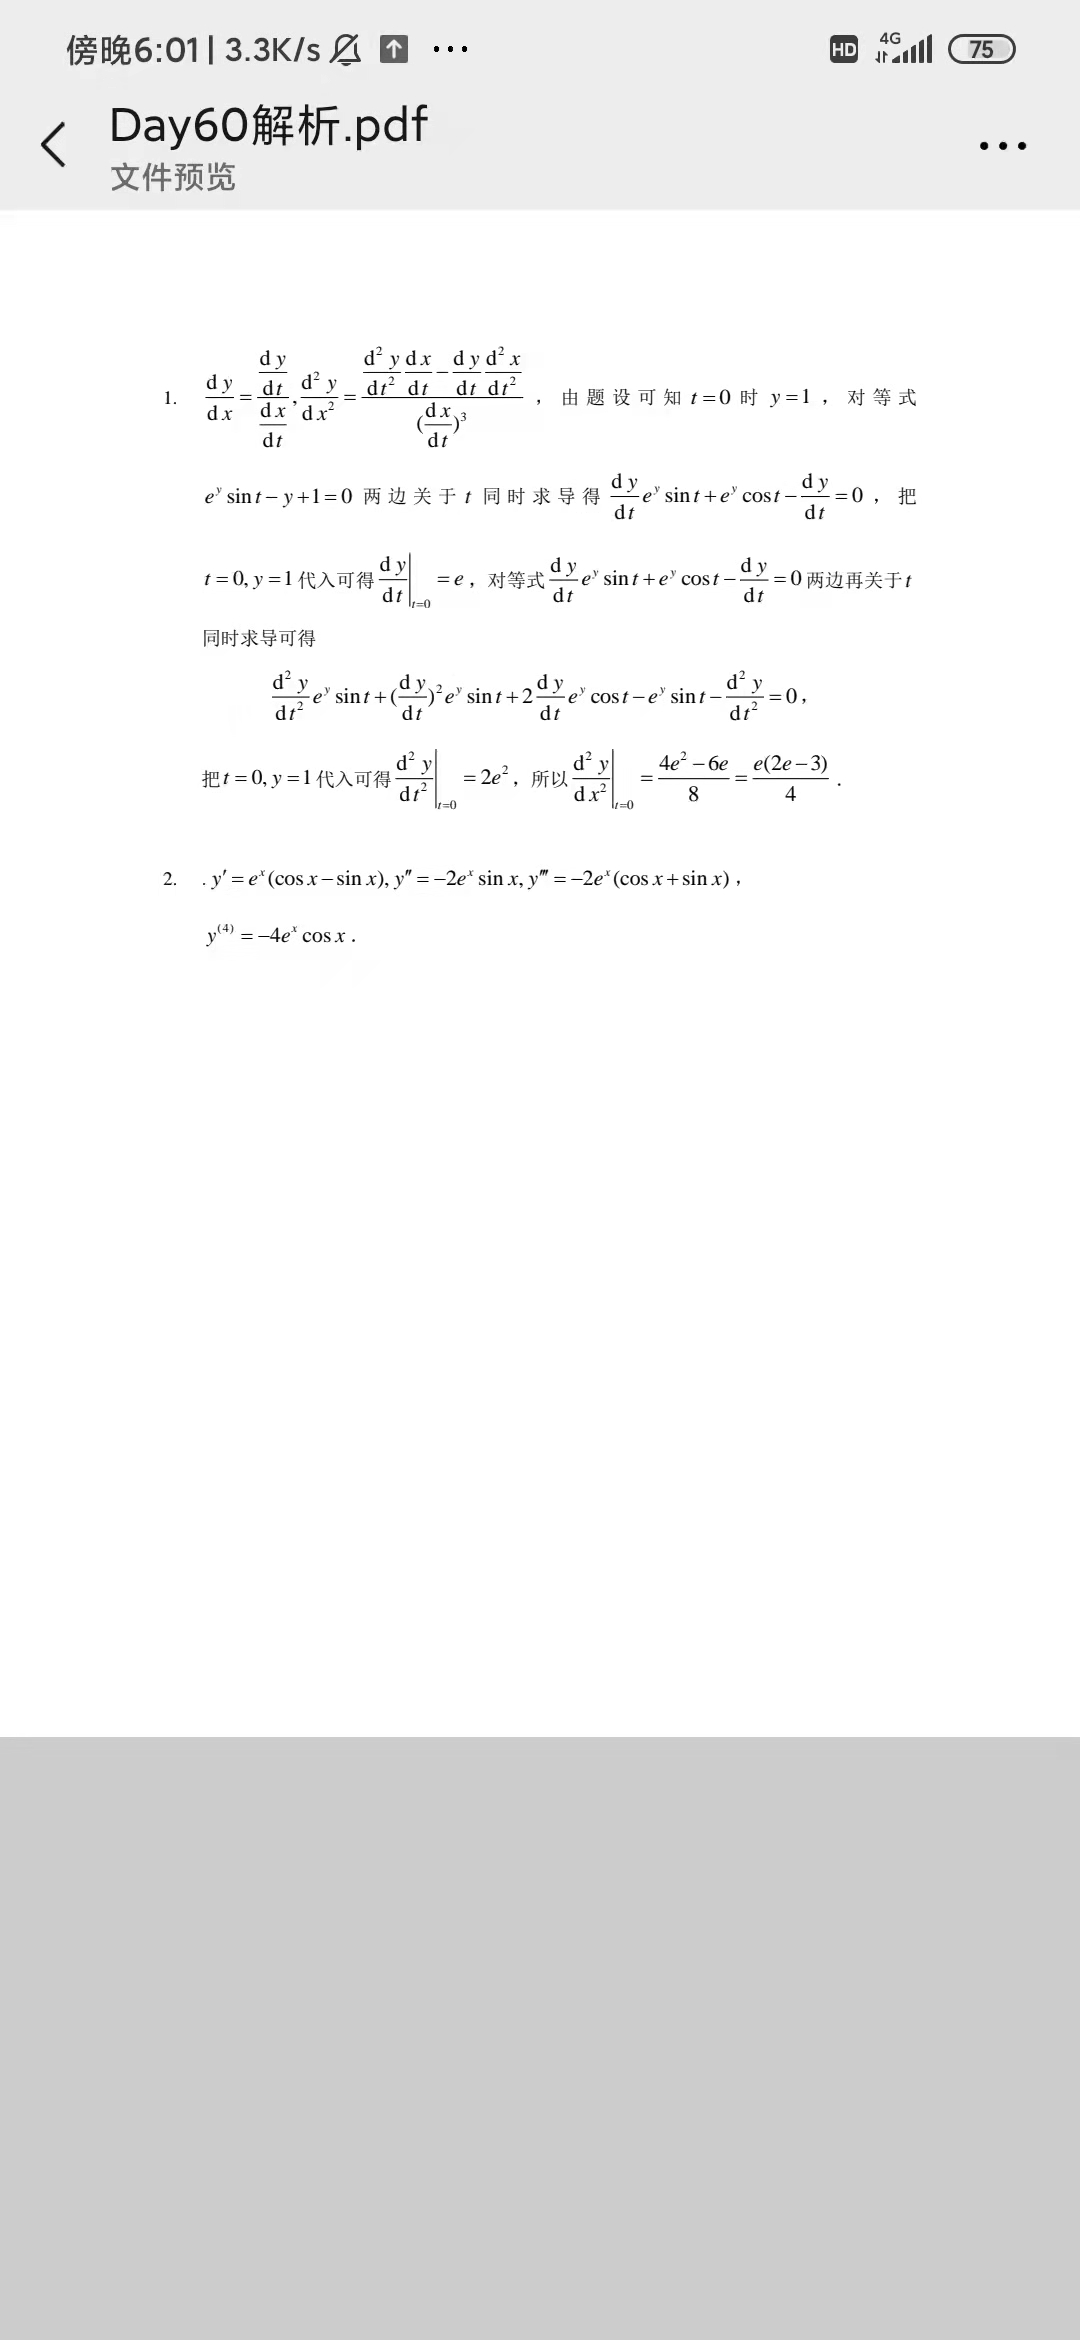 傍晚6:01 | 3.3K/s ··· HD 4G 75
Day60解析.pdf
文件预览
1. \frac{dy}{dx}=\frac{\frac{dy}{dt}}{\frac{dx}{dt}},\frac{d^2y}{dx^2}=\frac{\frac{d^2y}{dt^2}\frac{dx}{dt}-\frac{dy}{dt}\frac{d^2x}{dt^2}}{(\frac{dx}{dt})^3}，由题设可知 t=0 时 y=1，对等式
e^y sin t−y+1=0 两边关于 t 同时求导得 \frac{dy}{dt}e^y sin t+e^y cos t−\frac{dy}{dt}=0，把
t=0, y=1 代入可得 \frac{dy}{dt}|_{t=0}=e，对等式 \frac{dy}{dt}e^y sin t+e^y cos t−\frac{dy}{dt}=0 两边再关于 t
同时求导可得
\frac{d^2y}{dt^2}e^y sin t+(\frac{dy}{dt})^2e^y sin t+2\frac{dy}{dt}e^y cos t−e^y sin t−\frac{d^2y}{dt^2}=0，
把 t=0, y=1 代入可得 \frac{d^2y}{dt^2}|_{t=0}=2e^2，所以 \frac{d^2y}{dx^2}|_{t=0}=\frac{4e^2−6e}{8}=\frac{e(2e−3)}{4}.
2. . y′=e^x(cos x−sin x), y″=−2e^x sin x, y‴=−2e^x(cos x+sin x)，
y^{(4)}=−4e^x cos x.